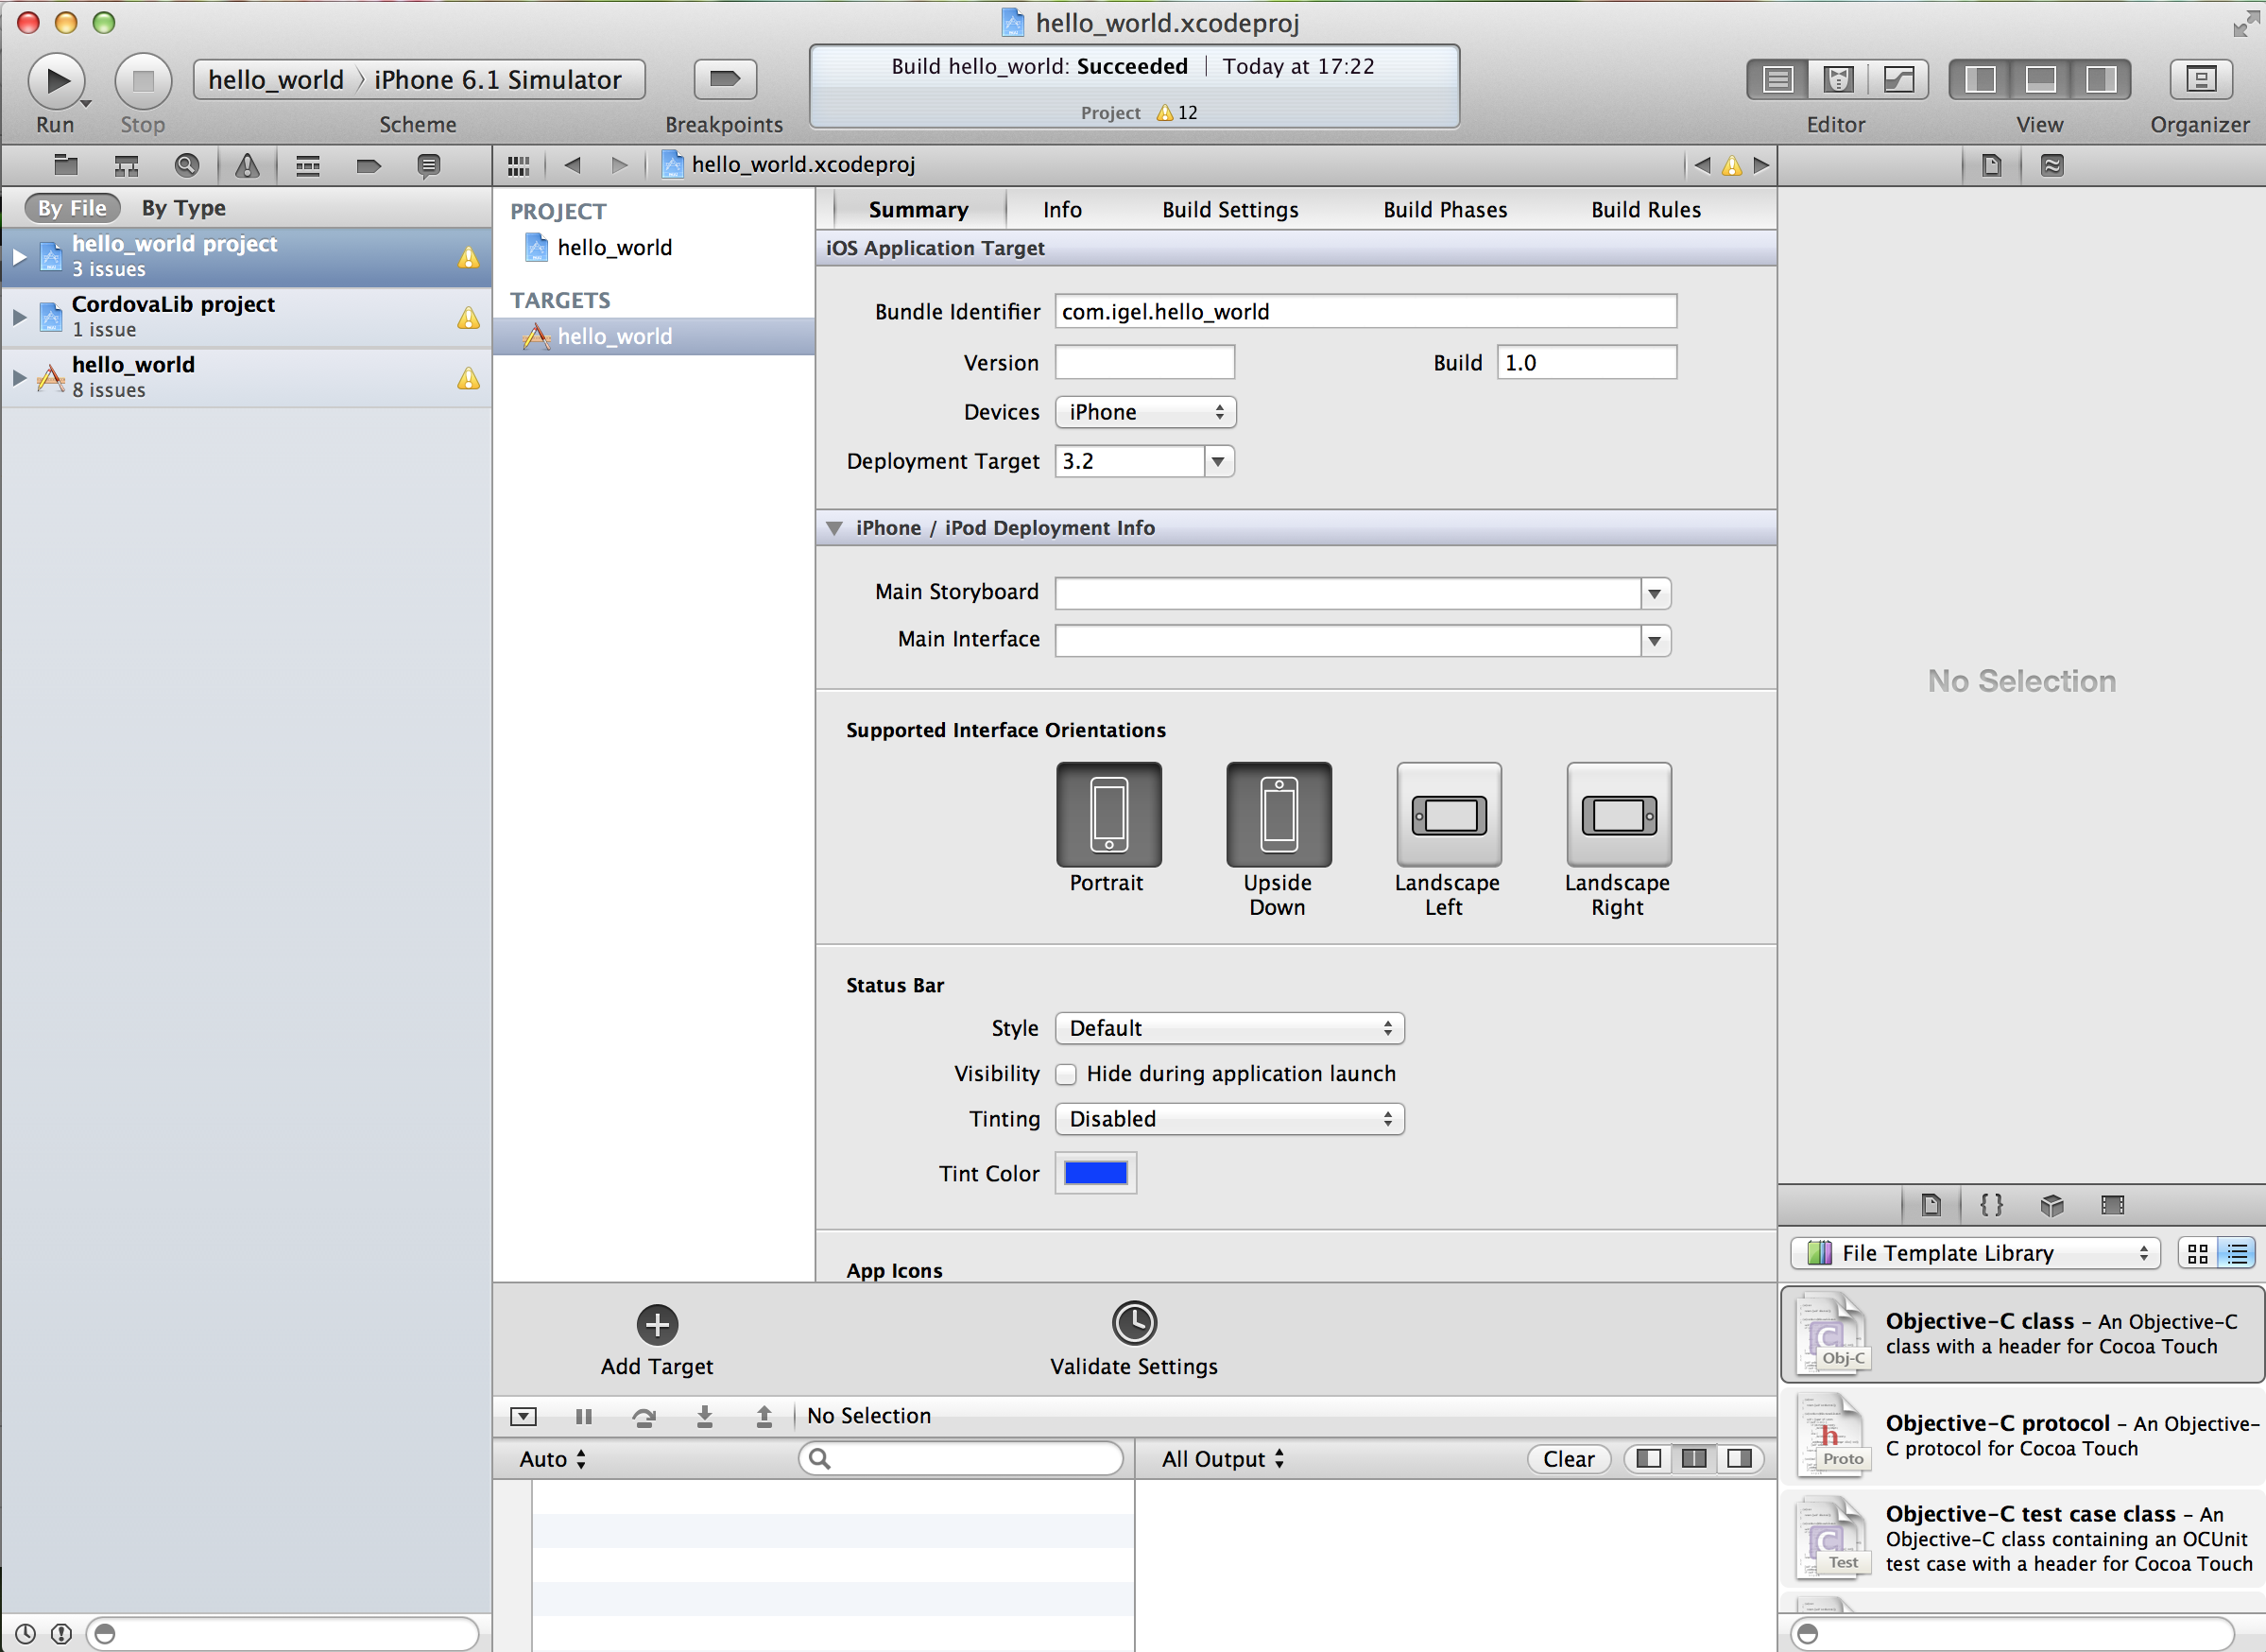 hello_world.xcodeproj
hello_world
iPhone 6.1 Simulator
Build hello_world: Succeeded
Today at 17:22
Project
12
Run
Stop
Scheme
Breakpoints
Editor
View
Organizer
hello_world.xcodeproj
By File
By Type
hello_world project
3 issues
CordovaLib project
1 issue
hello_world
8 issues
PROJECT
hello_world
TARGETS
hello_world
Summary
Info
Build Settings
Build Phases
Build Rules
iOS Application Target
Bundle Identifier
com.igel.hello_world
Version
Build
1.0
Devices
iPhone
Deployment Target
3.2
iPhone / iPod Deployment Info
Main Storyboard
Main Interface
Supported Interface Orientations
Portrait
Upside
Down
Landscape
Left
Landscape
Right
Status Bar
Style
Default
Visibility
Hide during application launch
Tinting
Disabled
Tint Color
App Icons
Add Target
Validate Settings
No Selection
Auto
All Output
Clear
No Selection
{ }
File Template Library
C
Obj-C
Objective-C class – An Objective-C
class with a header for Cocoa Touch
h
Proto
Objective-C protocol – An Objective-
C protocol for Cocoa Touch
C
Test
Objective-C test case class – An
Objective-C class containing an OCUnit
test case with a header for Cocoa Touch